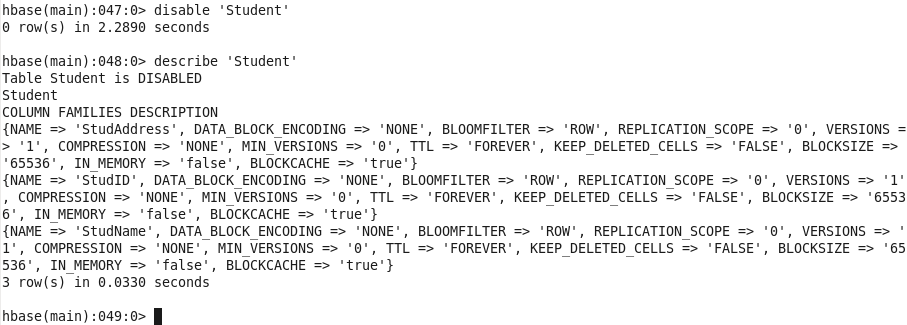 hbase(main):047:0> disable 'Student'
0 row(s) in 2.2890 seconds
hbase(main):048:0> describe 'Student'
Table Student is DISABLED
Student
COLUMN FAMILIES DESCRIPTION
{NAME => 'StudAddress', DATA_BLOCK_ENCODING => 'NONE', BLOOMFILTER => 'ROW', REPLICATION_SCOPE => '0', VERSIONS =
> '1', COMPRESSION => 'NONE', MIN_VERSIONS => '0', TTL => 'FOREVER', KEEP_DELETED_CELLS => 'FALSE', BLOCKSIZE =>
'65536', IN_MEMORY => 'false', BLOCKCACHE => 'true'}
{NAME => 'StudID', DATA_BLOCK_ENCODING => 'NONE', BLOOMFILTER => 'ROW', REPLICATION_SCOPE => '0', VERSIONS => '1'
, COMPRESSION => 'NONE', MIN_VERSIONS => '0', TTL => 'FOREVER', KEEP_DELETED_CELLS => 'FALSE', BLOCKSIZE => '6553
6', IN_MEMORY => 'false', BLOCKCACHE => 'true'}
{NAME => 'StudName', DATA_BLOCK_ENCODING => 'NONE', BLOOMFILTER => 'ROW', REPLICATION_SCOPE => '0', VERSIONS => '
1', COMPRESSION => 'NONE', MIN_VERSIONS => '0', TTL => 'FOREVER', KEEP_DELETED_CELLS => 'FALSE', BLOCKSIZE => '65
536', IN_MEMORY => 'false', BLOCKCACHE => 'true'}
3 row(s) in 0.0330 seconds
hbase(main):049:0>